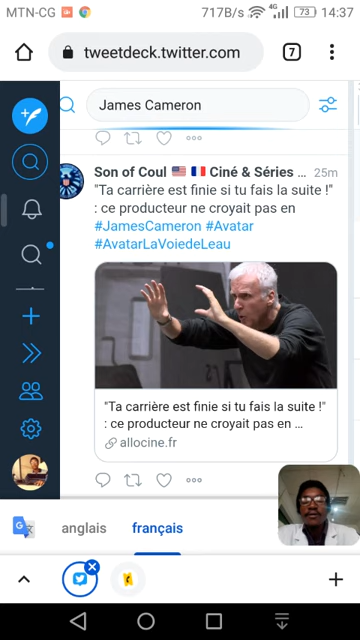 MTN-CG 717B/s 4G 73 14:37
tweetdeck.twitter.com 7
James Cameron
Son of Coul 🇺🇸 🇫🇷 Ciné & Séries ... 25m
"Ta carrière est finie si tu fais la suite !"
: ce producteur ne croyait pas en
#JamesCameron #Avatar
#AvatarLaVoiedeLeau
"Ta carrière est finie si tu fais la suite !"
: ce producteur ne croyait pas en ...
allocine.fr
anglais français